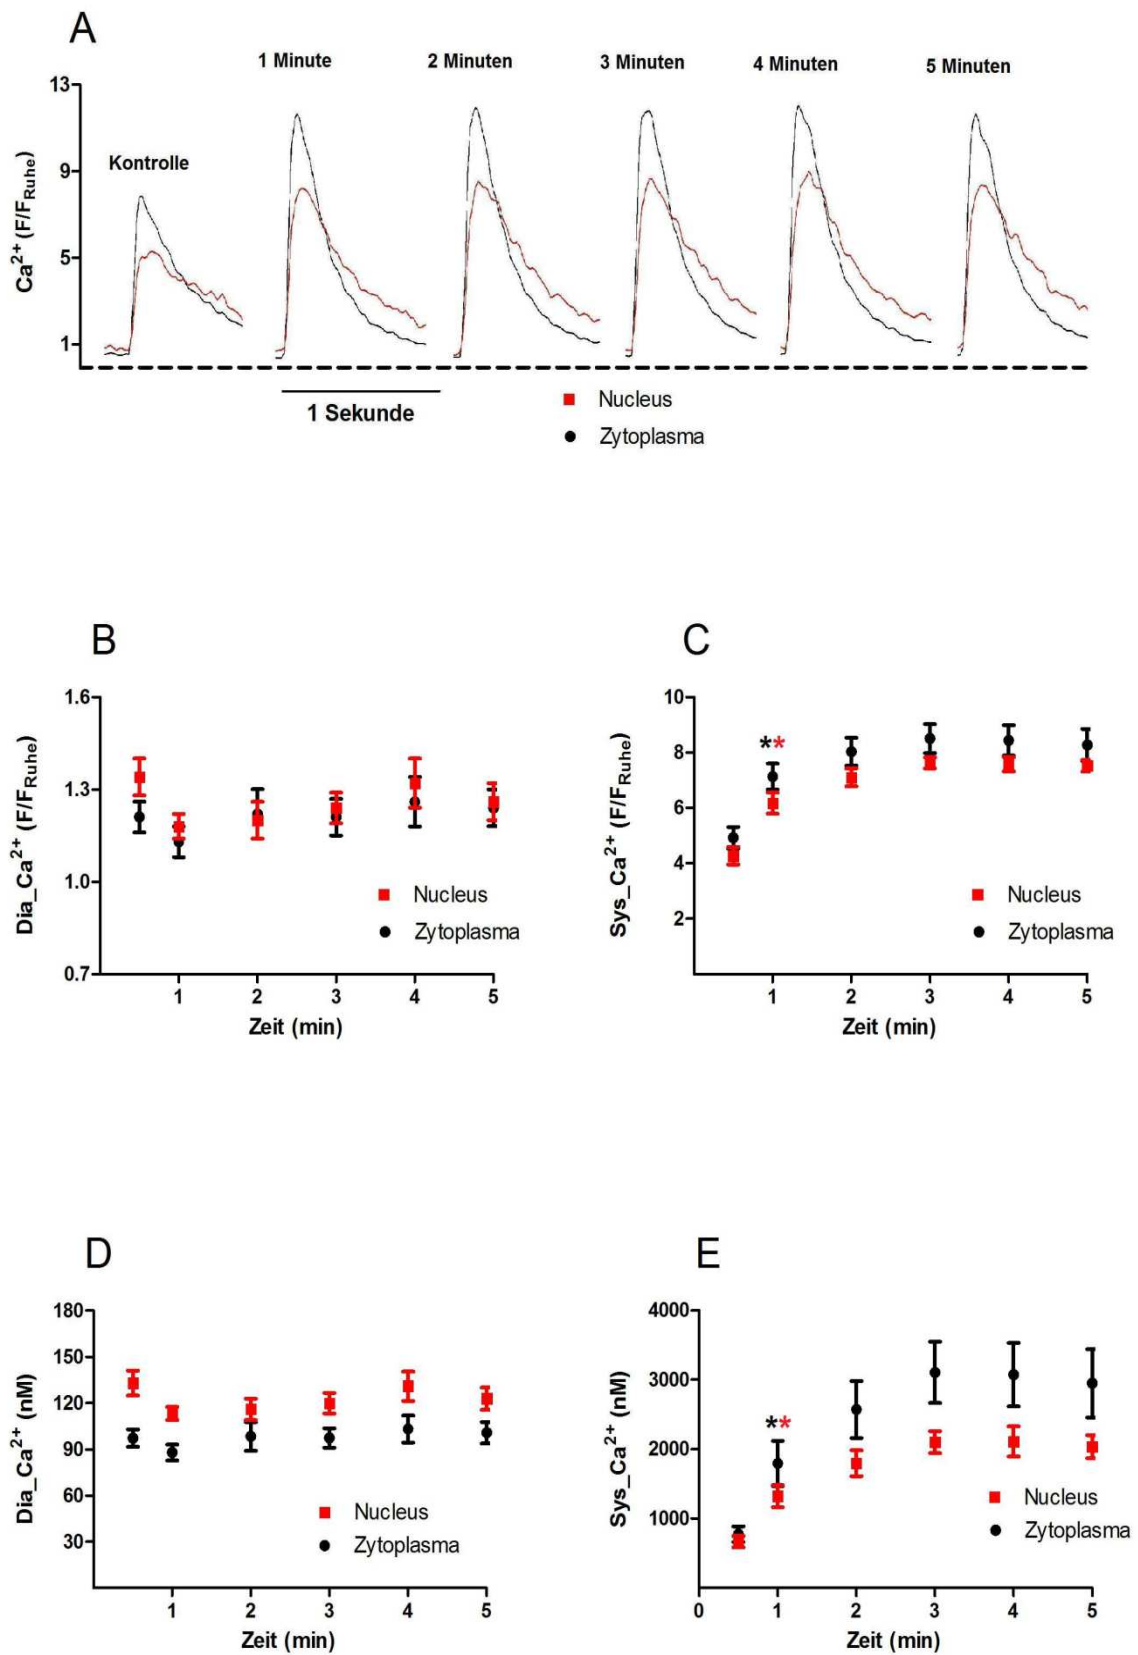 A
1 Minute 2 Minuten 3 Minuten 4 Minuten 5 Minuten
13
Kontrolle
9
5
1
Ca²⁺ (F/F_Ruhe)
1 Sekunde
Nucleus
Zytoplasma
B
1.6
1.3
1.0
0.7
Dia_Ca²⁺ (F/F_Ruhe)
Nucleus
Zytoplasma
1 2 3 4 5
Zeit (min)
C
10
8
6
4
2
Sys_Ca²⁺ (F/F_Ruhe)
**
Nucleus
Zytoplasma
1 2 3 4 5
Zeit (min)
D
180
150
120
90
60
30
Dia_Ca²⁺ (nM)
Nucleus
Zytoplasma
1 2 3 4 5
Zeit (min)
E
4000
3000
2000
1000
Sys_Ca²⁺ (nM)
**
Nucleus
Zytoplasma
0 1 2 3 4 5
Zeit (min)